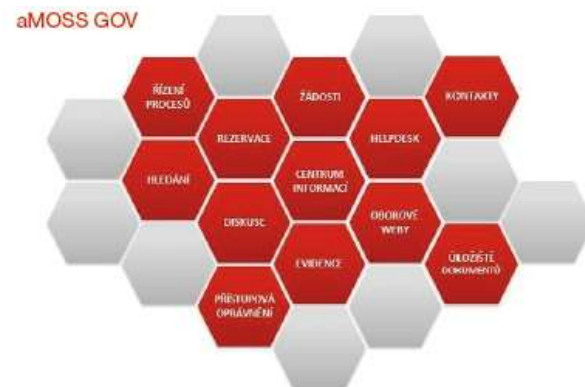 aMOSS GOV
ŘÍZENÍ
PROCESŮ
ŽÁDOSTI
KONTAKTY
REZERVACE
HELPDESK
HLEDÁNÍ
CENTRUM
INFORMACÍ
DISKUSE
OBOROVÉ
WEBY
EVIDENCE
ÚLOŽIŠTĚ
DOKUMENTŮ
PŘÍSTUPOVÁ
OPRÁVNĚNÍ